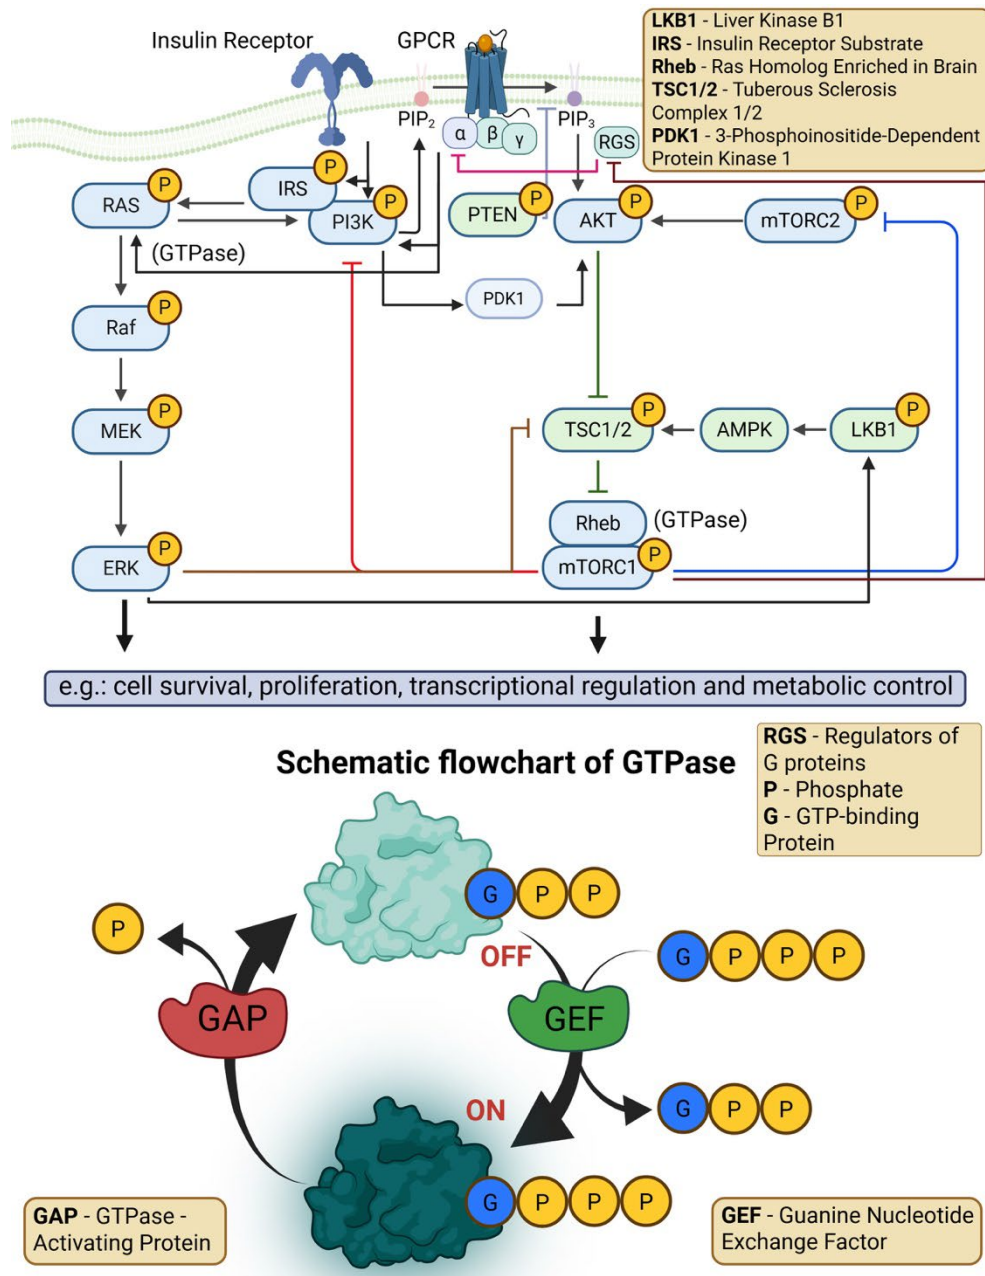 Insulin Receptor
GPCR
LKB1 - Liver Kinase B1
IRS - Insulin Receptor Substrate
Rheb - Ras Homolog Enriched in Brain
TSC1/2 - Tuberous Sclerosis
Complex 1/2
PDK1 - 3-Phosphoinositide-Dependent
Protein Kinase 1
PIP2
PIP3
α
β
γ
RGS
RAS
P
IRS
P
PI3K
P
PTEN
P
AKT
P
mTORC2
P
(GTPase)
PDK1
Raf
P
MEK
P
TSC1/2
P
AMPK
LKB1
P
Rheb
(GTPase)
ERK
P
mTORC1
P
e.g.: cell survival, proliferation, transcriptional regulation and metabolic control
Schematic flowchart of GTPase
RGS - Regulators of
G proteins
P - Phosphate
G - GTP-binding
Protein
G P P
P
OFF
G P P P
GAP
GEF
ON
G P P
G P P P
GAP - GTPase -
Activating Protein
GEF - Guanine Nucleotide
Exchange Factor